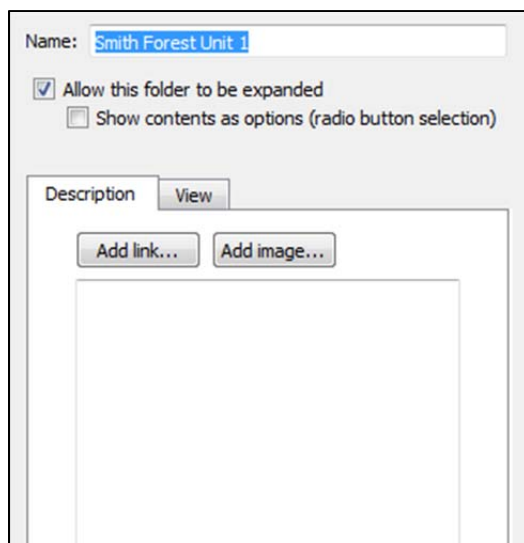 Name: Smith Forest Unit 1
Allow this folder to be expanded
Show contents as options (radio button selection)
Description View
Add link... Add image...